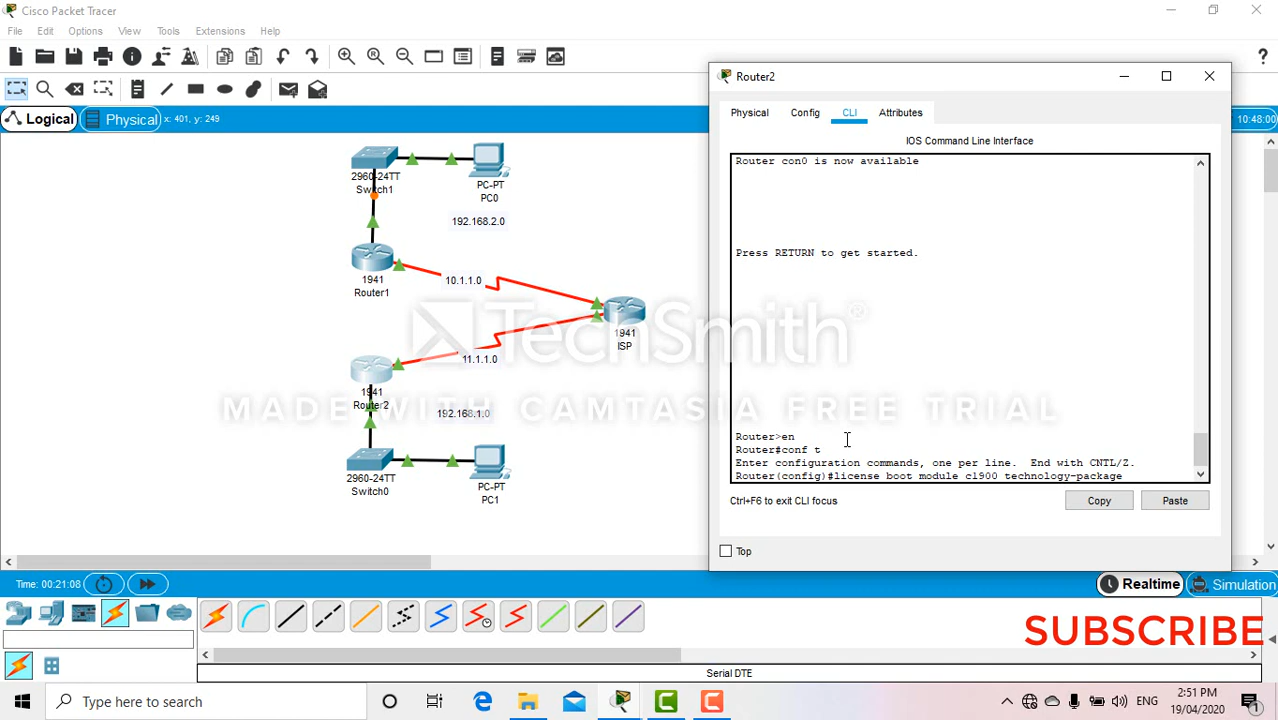 Cisco Packet Tracer
File Edit Options View Tools Extensions Help
Logical Physical x: 401, y: 249
10:48:00
2960-24TT
Switch1
PC-PT
PC0
192.168.2.0
1941
Router1
10.1.1.0
1941
ISP
11.1.1.0
1941
Router2
192.168.1.0
2960-24TT
Switch0
PC-PT
PC1
Router2
Physical Config CLI Attributes
IOS Command Line Interface
Router con0 is now available
Press RETURN to get started.
Router>en
Router#conf t
Enter configuration commands, one per line. End with CNTL/Z.
Router(config)#license boot module c1900 technology-package
Ctrl+F6 to exit CLI focus
Copy Paste
Top
TechSmith®
MADE WITH CAMTASIA FREE TRIAL
Time: 00:21:08
Realtime Simulation
SUBSCRIBE
Serial DTE
Type here to search
ENG
2:51 PM
19/04/2020
1